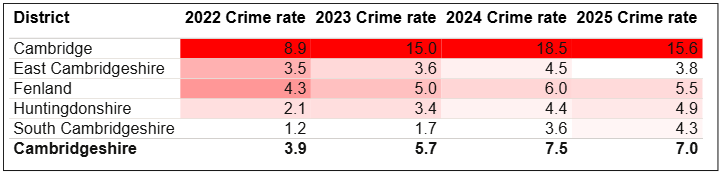 District 2022 Crime rate 2023 Crime rate 2024 Crime rate 2025 Crime rate
Cambridge 8.9 15.0 18.5 15.6
East Cambridgeshire 3.5 3.6 4.5 3.8
Fenland 4.3 5.0 6.0 5.5
Huntingdonshire 2.1 3.4 4.4 4.9
South Cambridgeshire 1.2 1.7 3.6 4.3
Cambridgeshire 3.9 5.7 7.5 7.0